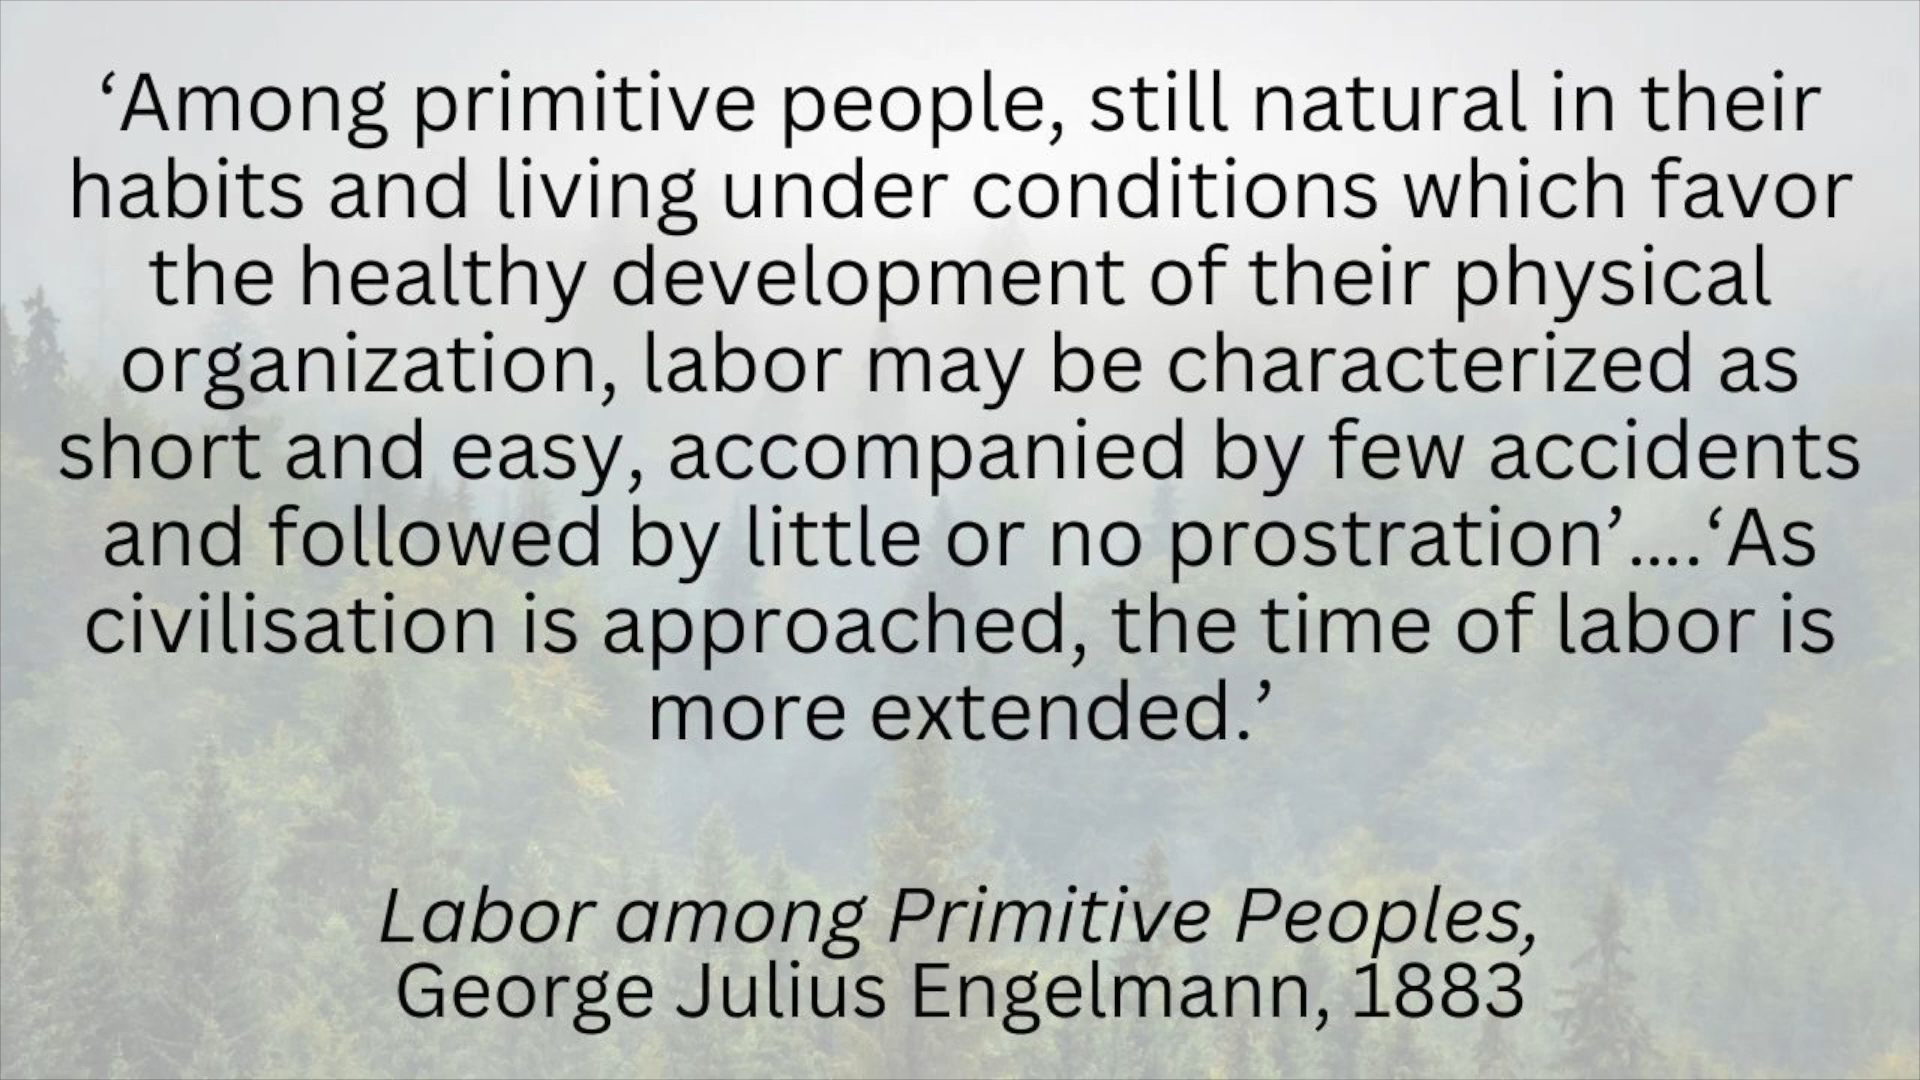 ‘Among primitive people, still natural in their
habits and living under conditions which favor
the healthy development of their physical
organization, labor may be characterized as
short and easy, accompanied by few accidents
and followed by little or no prostration’....‘As
civilisation is approached, the time of labor is
more extended.’
Labor among Primitive Peoples,
George Julius Engelmann, 1883